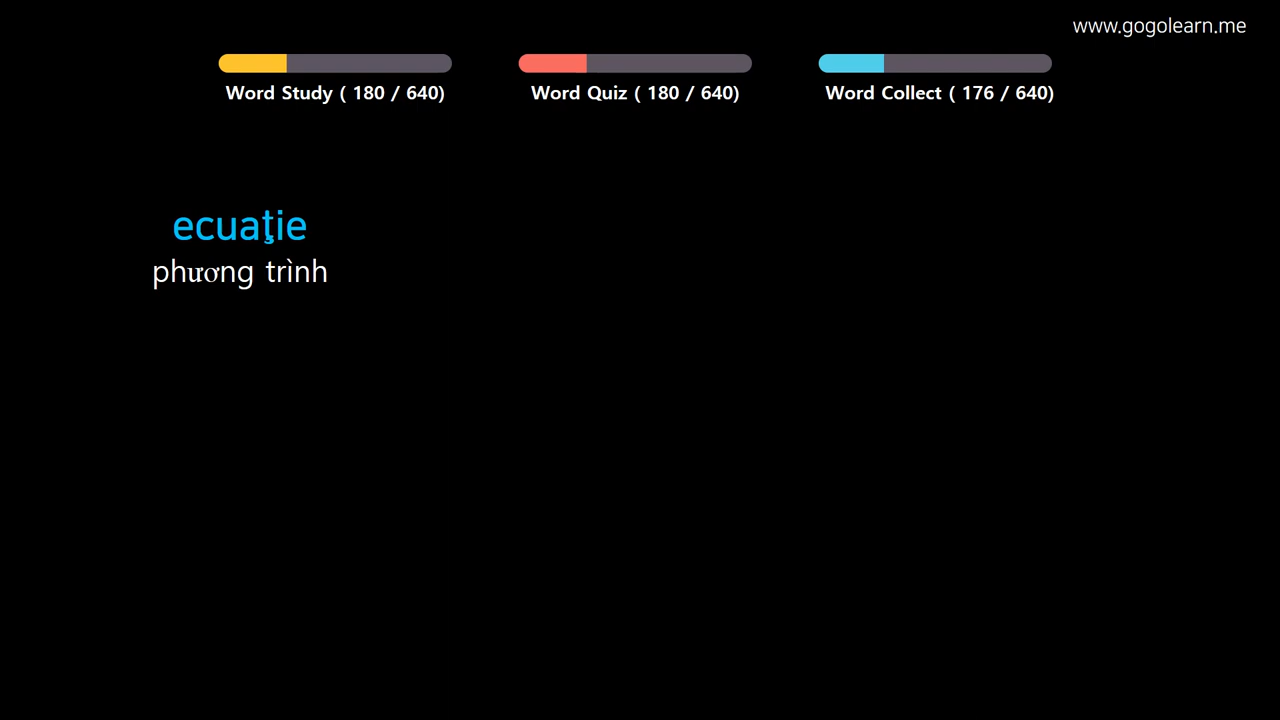 www.gogolearn.me
Word Study ( 180 / 640)
Word Quiz ( 180 / 640)
Word Collect ( 176 / 640)
ecuaţie
phương trình